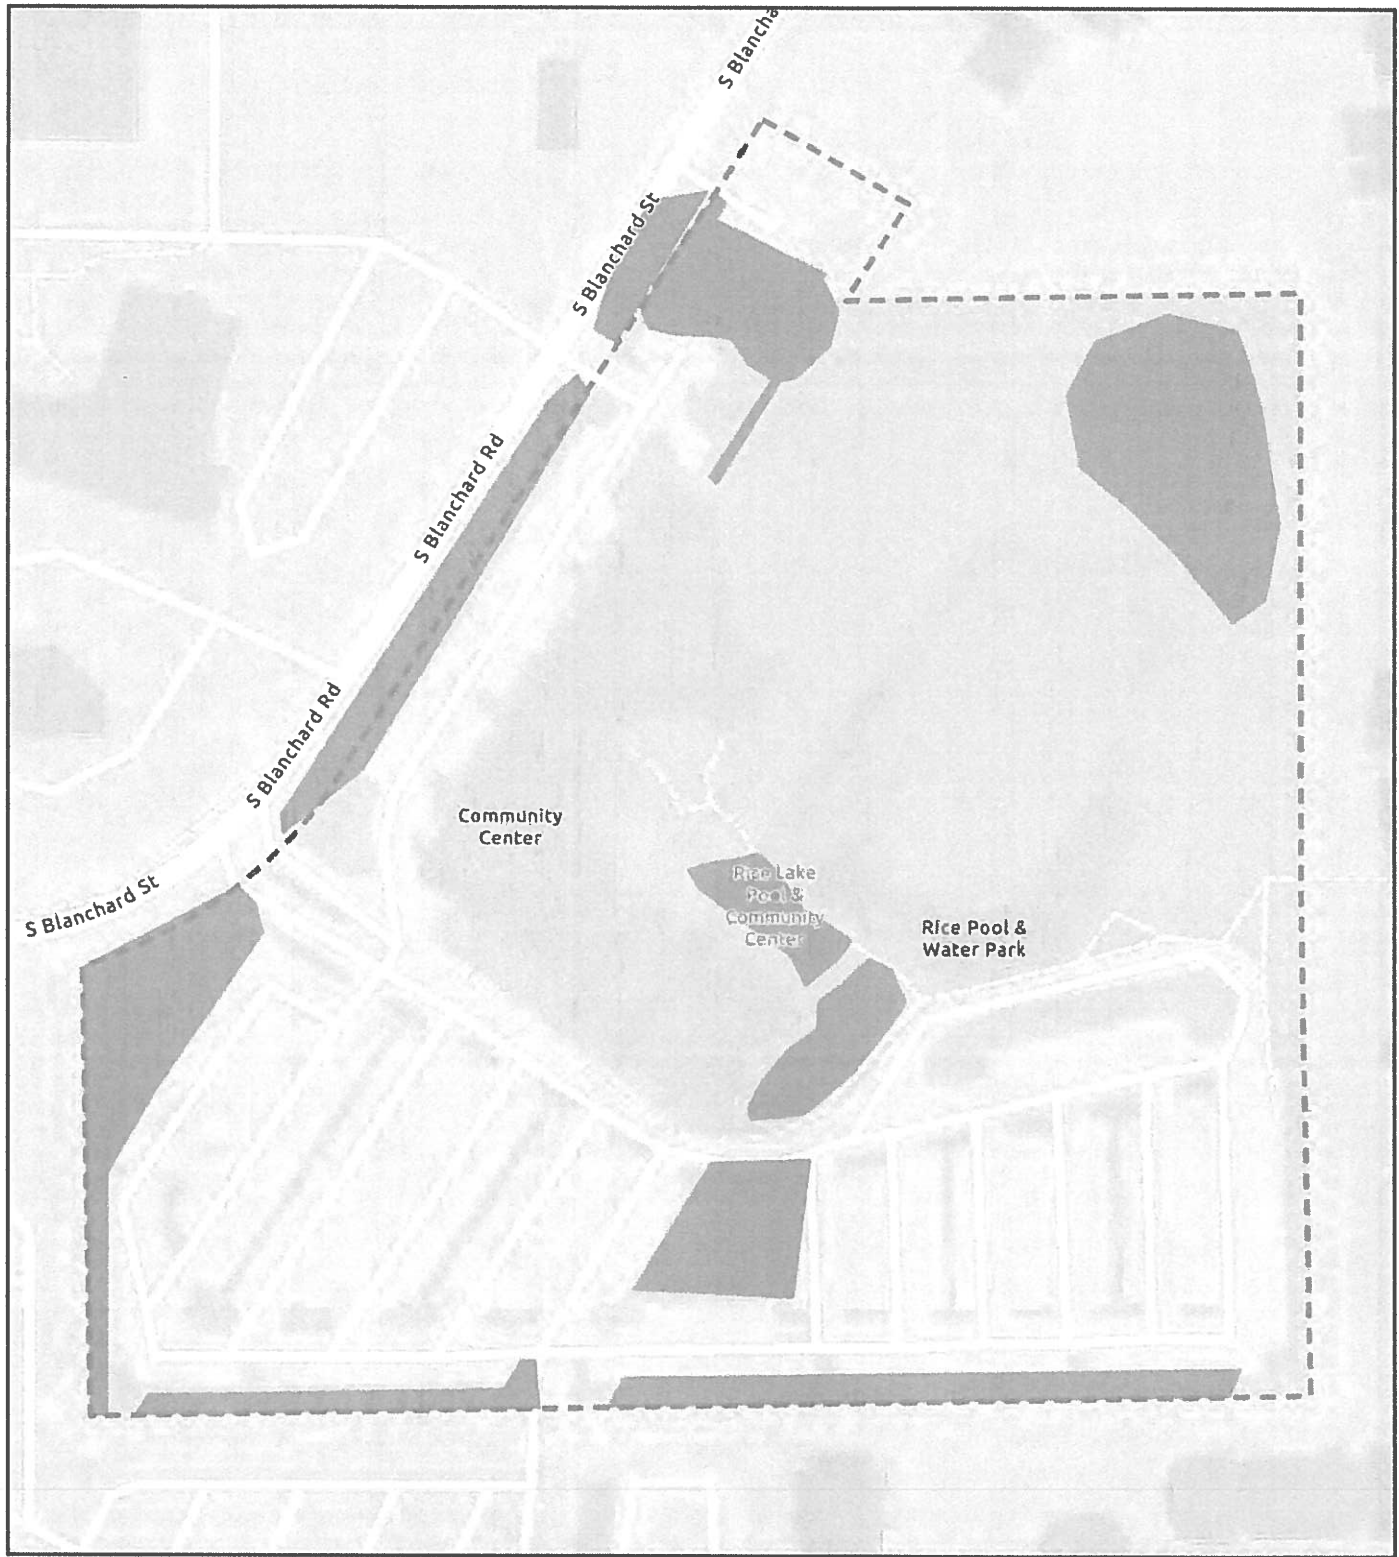 S Blancha
S Blanchard St
S Blanchard Rd
S Blanchard Rd
Community
Center
S Blanchard St
Rice Lake
Pool &
Community
Center
Rice Pool &
Water Park